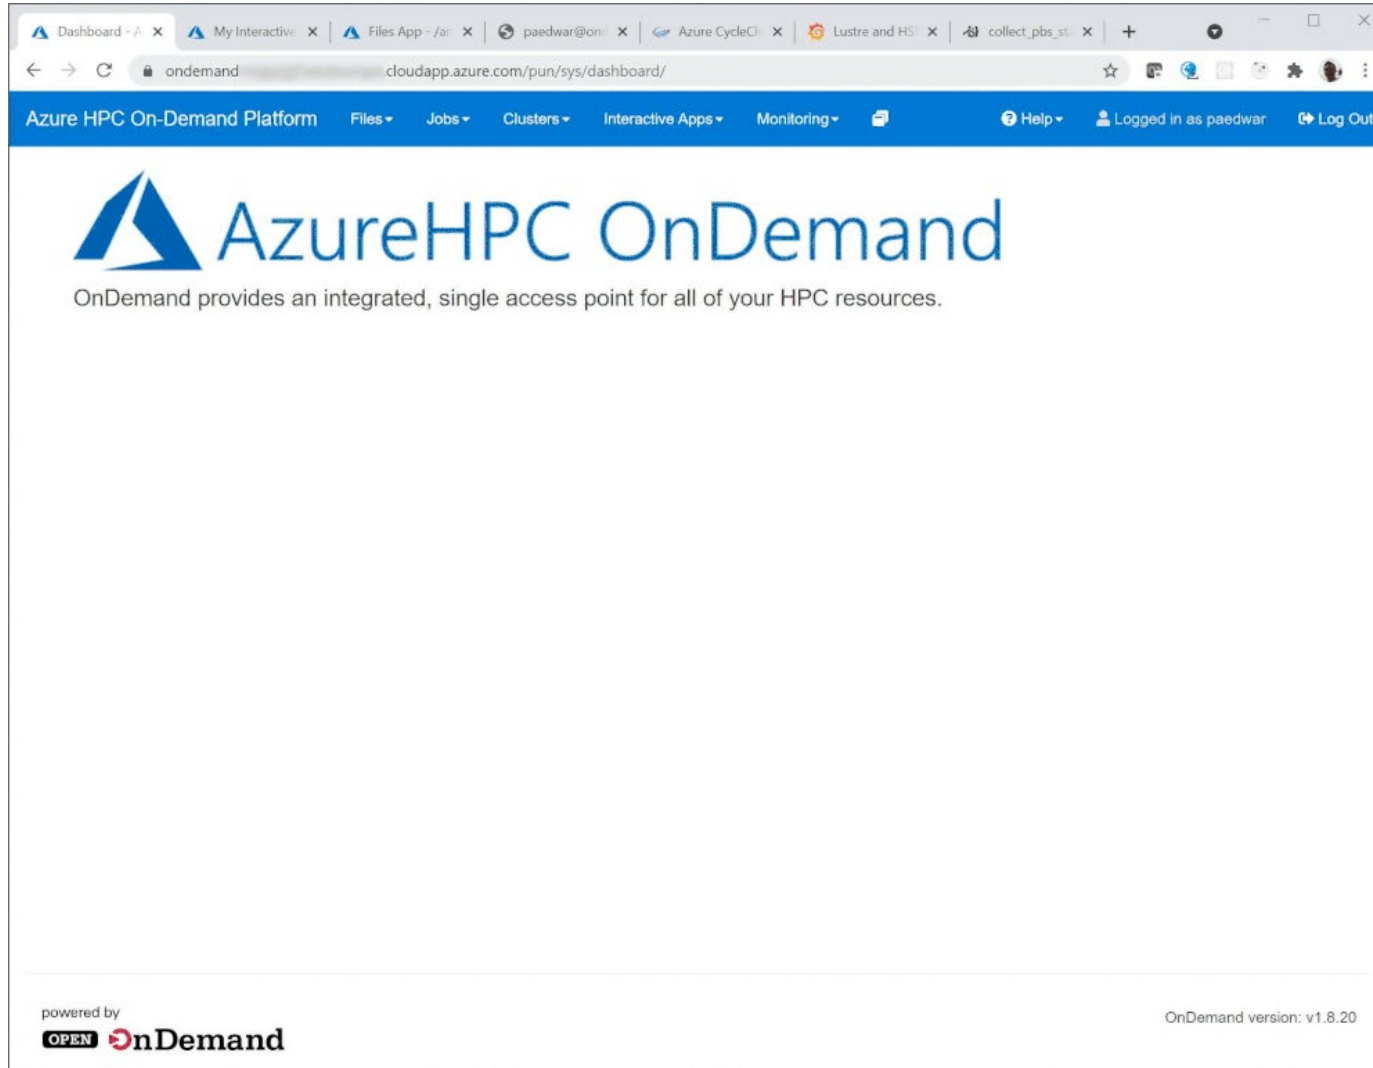 Dashboard - A
My Interactive
Files App - /an
paedwar@ond
Azure CycleCl
Lustre and HS
collect_pbs_st
ondemand cloudapp.azure.com/pun/sys/dashboard/
Azure HPC On-Demand Platform Files Jobs Clusters Interactive Apps Monitoring Help Logged in as paedwar Log Out
AzureHPC OnDemand
OnDemand provides an integrated, single access point for all of your HPC resources.
powered by
OPEN OnDemand
OnDemand version: v1.8.20